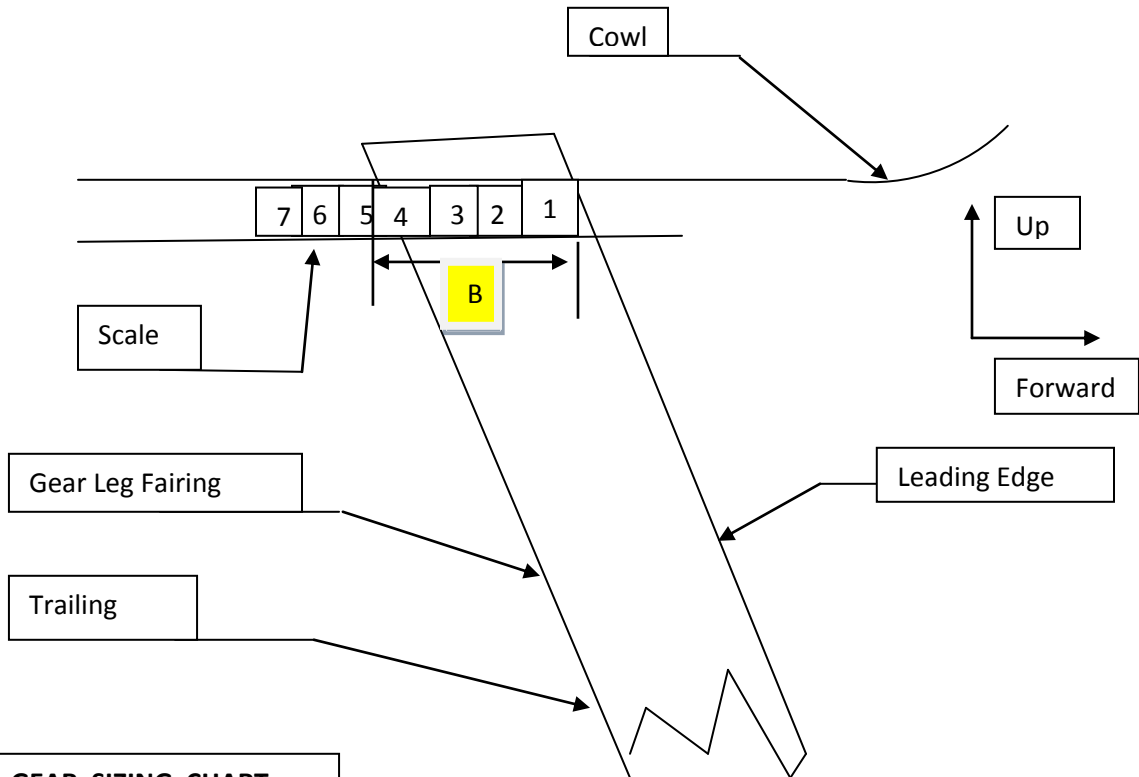 Cowl
7 6 5 4 3 2 1
Up
B
Scale
Forward
Gear Leg Fairing
Leading Edge
Trailing
GEAR SIZING CHART